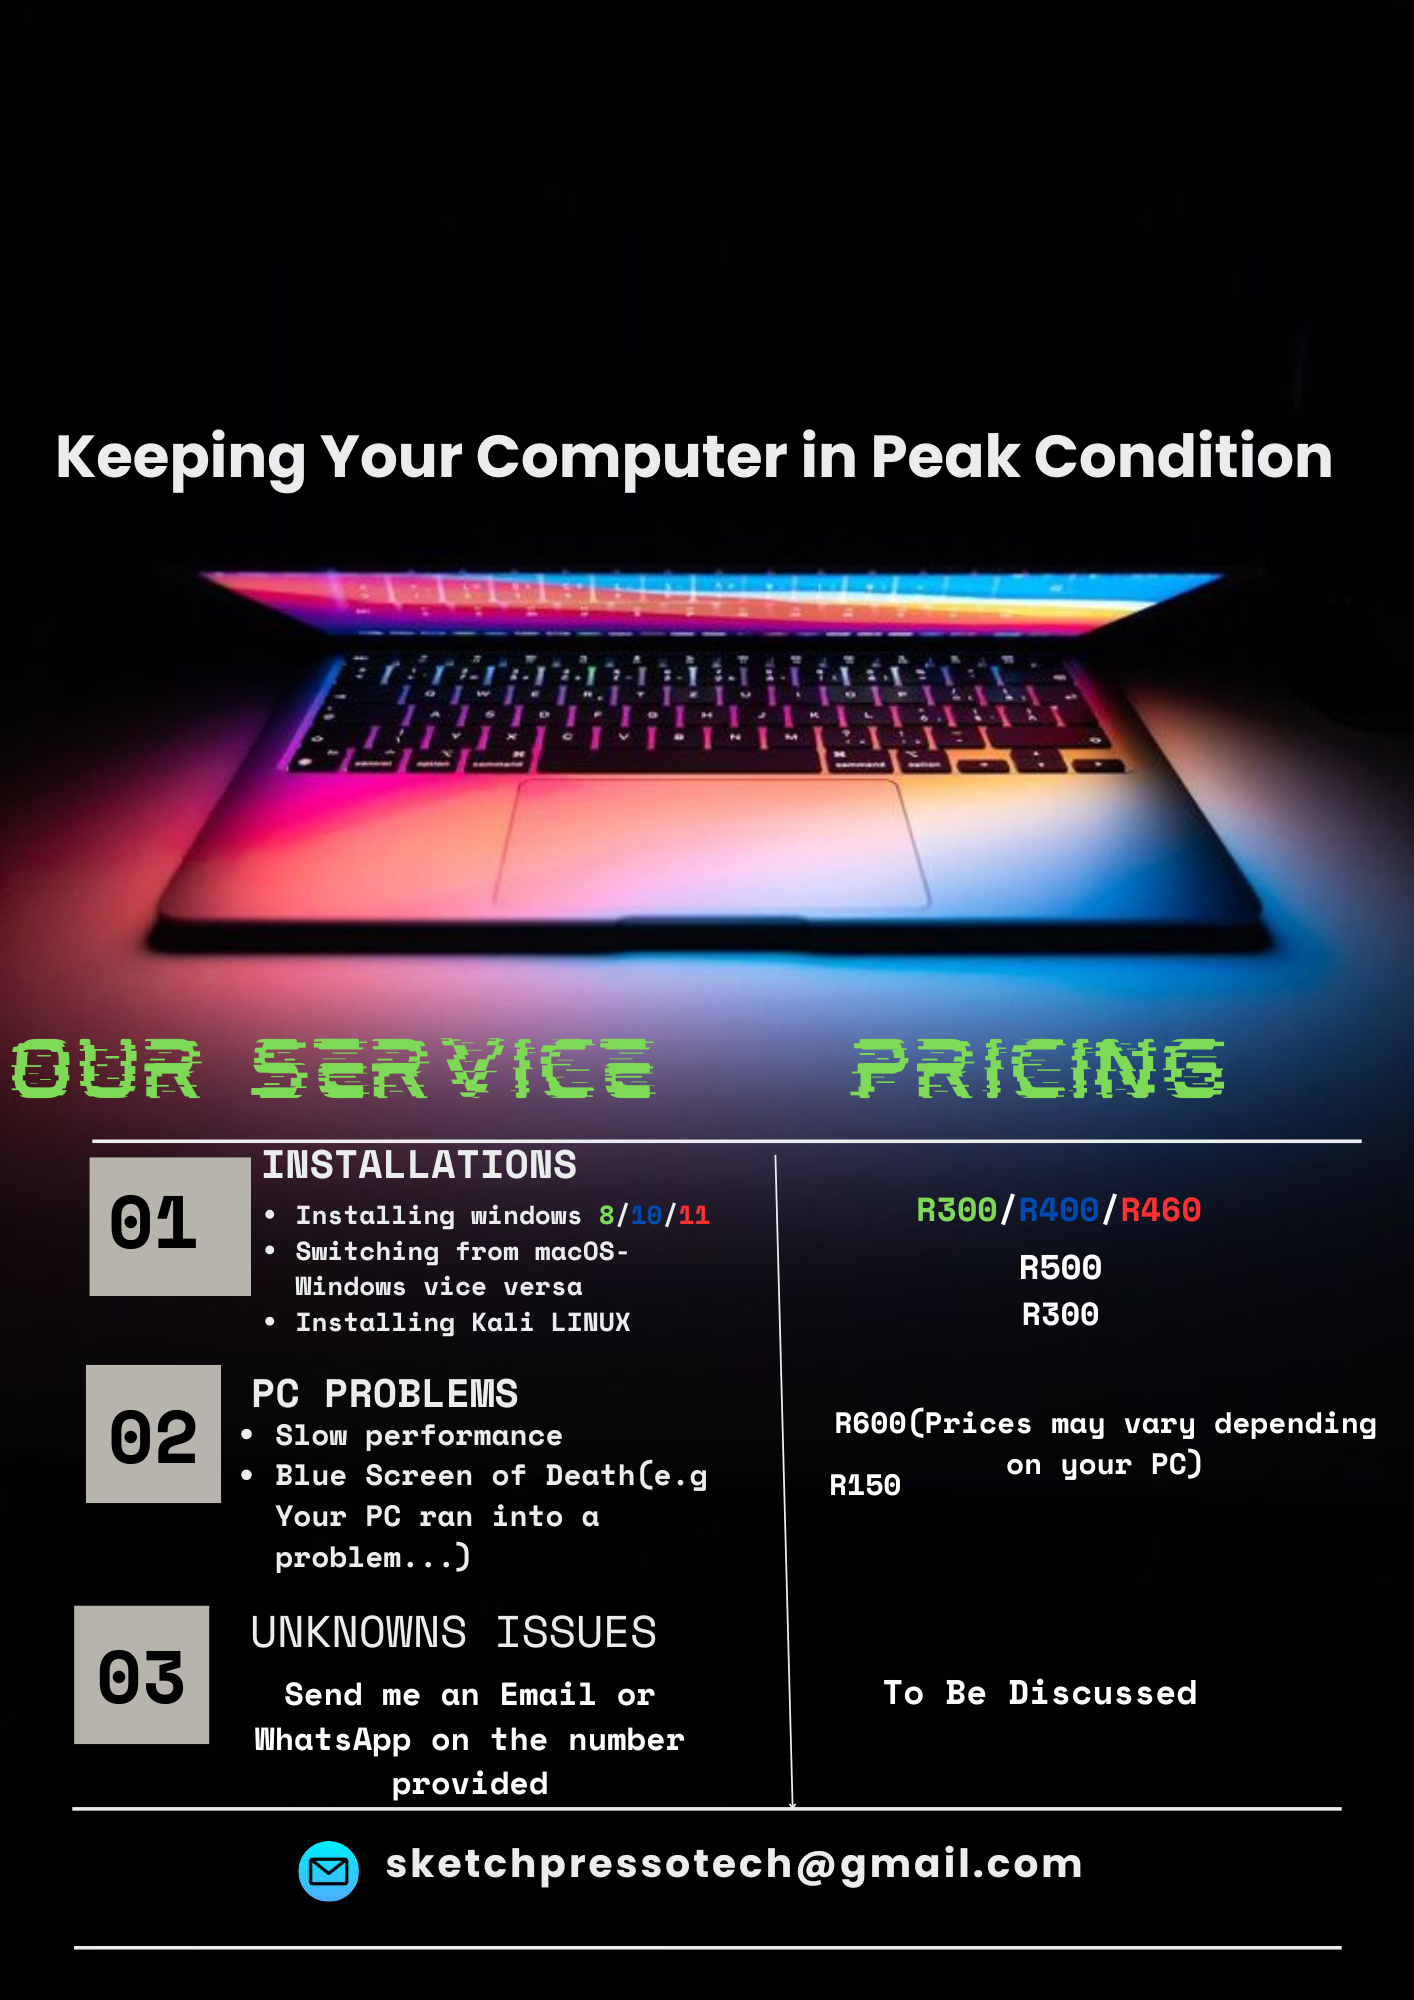 Keeping Your Computer in Peak Condition
OUR SERVICE
PRICING
01
INSTALLATIONS
• Installing windows 8/10/11
• Switching from macOS-
Windows vice versa
• Installing Kali LINUX
R300/R400/R460
R500
R300
02
PC PROBLEMS
• Slow performance
• Blue Screen of Death(e.g
Your PC ran into a
problem...)
R600(Prices may vary depending
on your PC)
R150
03
UNKNOWNS ISSUES
Send me an Email or
WhatsApp on the number
provided
To Be Discussed
sketchpressotech@gmail.com